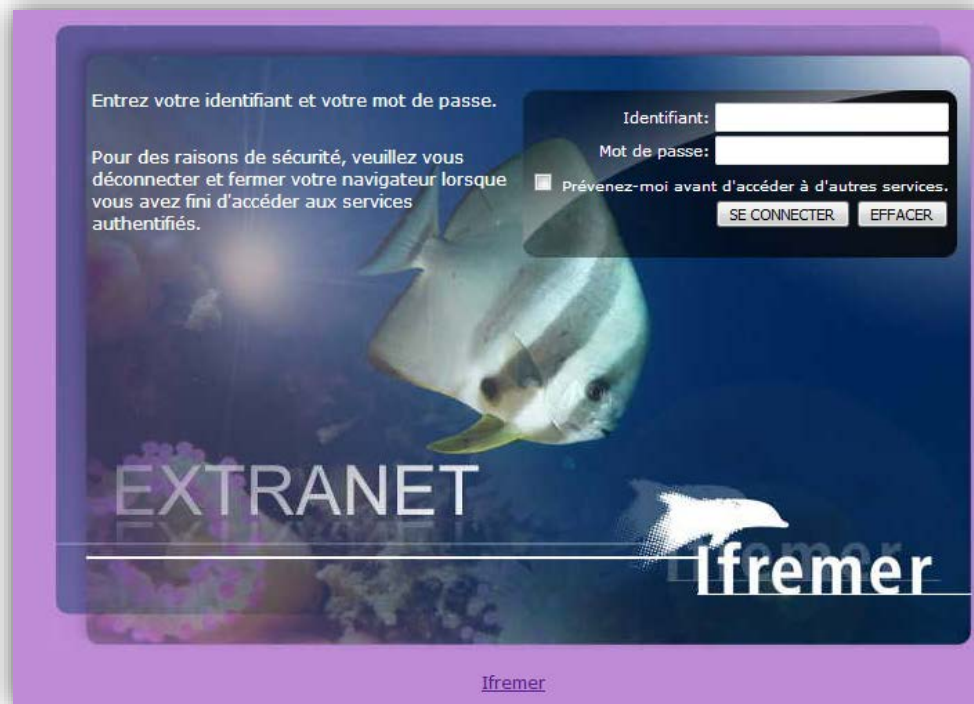 Entrez votre identifiant et votre mot de passe.
Pour des raisons de sécurité, veuillez vous
déconnecter et fermer votre navigateur lorsque
vous avez fini d'accéder aux services
authentifiés.
Identifiant:
Mot de passe:
Prévenez-moi avant d'accéder à d'autres services.
SE CONNECTER EFFACER
EXTRANET
Ifremer
Ifremer